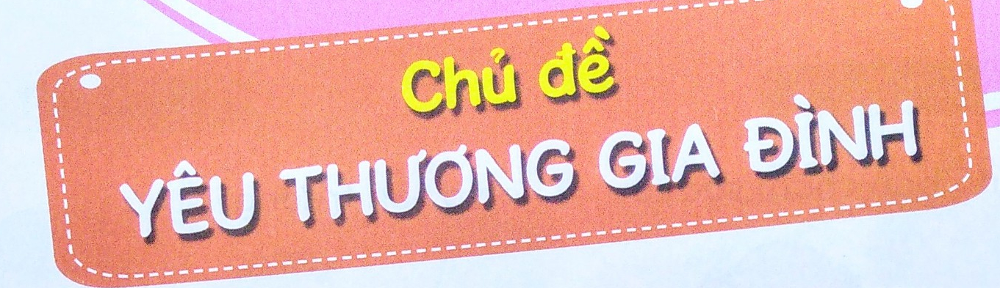 Chủ đề
YÊU THƯƠNG GIA ĐÌNH